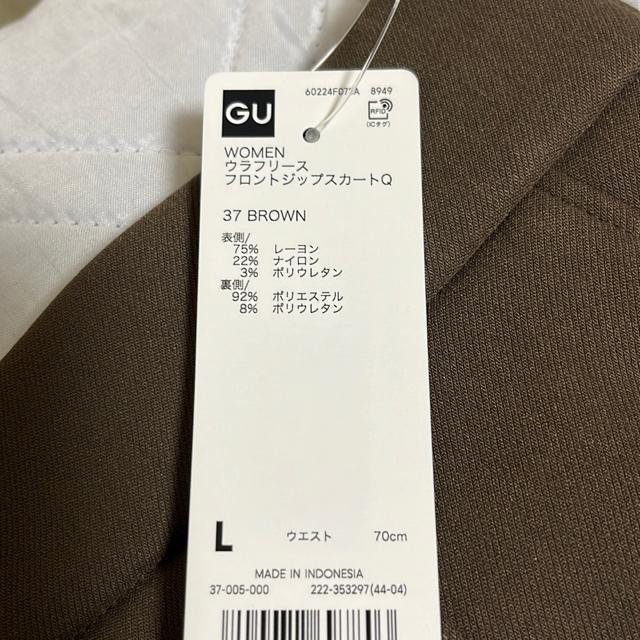 GU
60224F071A 8949
RFID
(ICタグ)
WOMEN
ウラフリース
フロントジップスカートQ
37 BROWN
表側/
75% レーヨン
22% ナイロン
3% ポリウレタン
裏側/
92% ポリエステル
8% ポリウレタン
L ウエスト 70cm
MADE IN INDONESIA
37-005-000 222-353297(44-04)